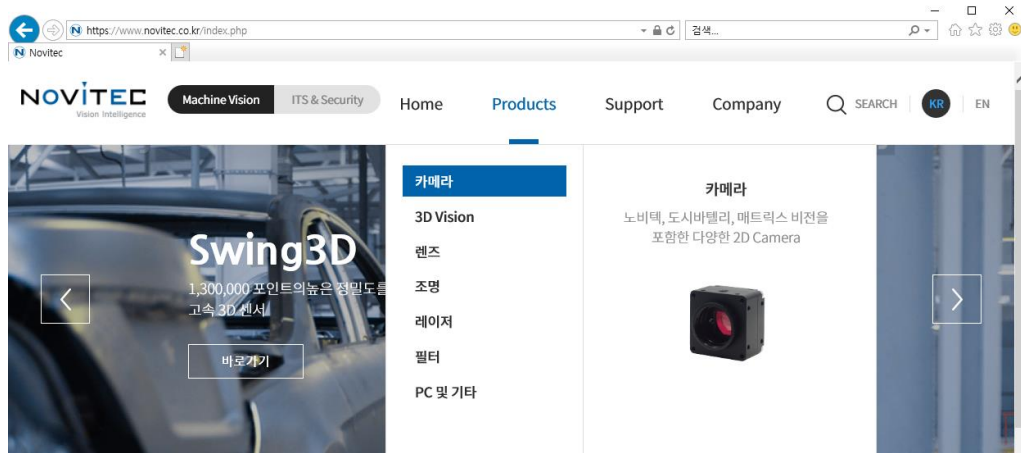 https://www.novitec.co.kr/index.php
검색...
Novitec
NOVITEC
Vision Intelligence
Machine Vision
ITS & Security
Home
Products
Support
Company
SEARCH
KR
EN
Swing3D
1,300,000 포인트의높은 정밀도를
고속 3D 센서
바로가기
카메라
3D Vision
렌즈
조명
레이저
필터
PC 및 기타
카메라
노비텍, 도시바텔리, 매트릭스 비전을
포함한 다양한 2D Camera